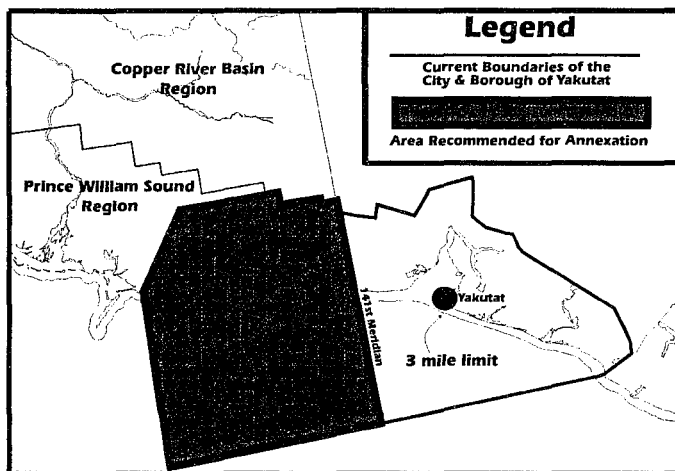 Legend
Current Boundaries of the
City & Borough of Yakutat
Area Recommended for Annexation
Copper River Basin
Region
Prince William Sound
Region
141st Meridian
Yakutat
3 mile limit